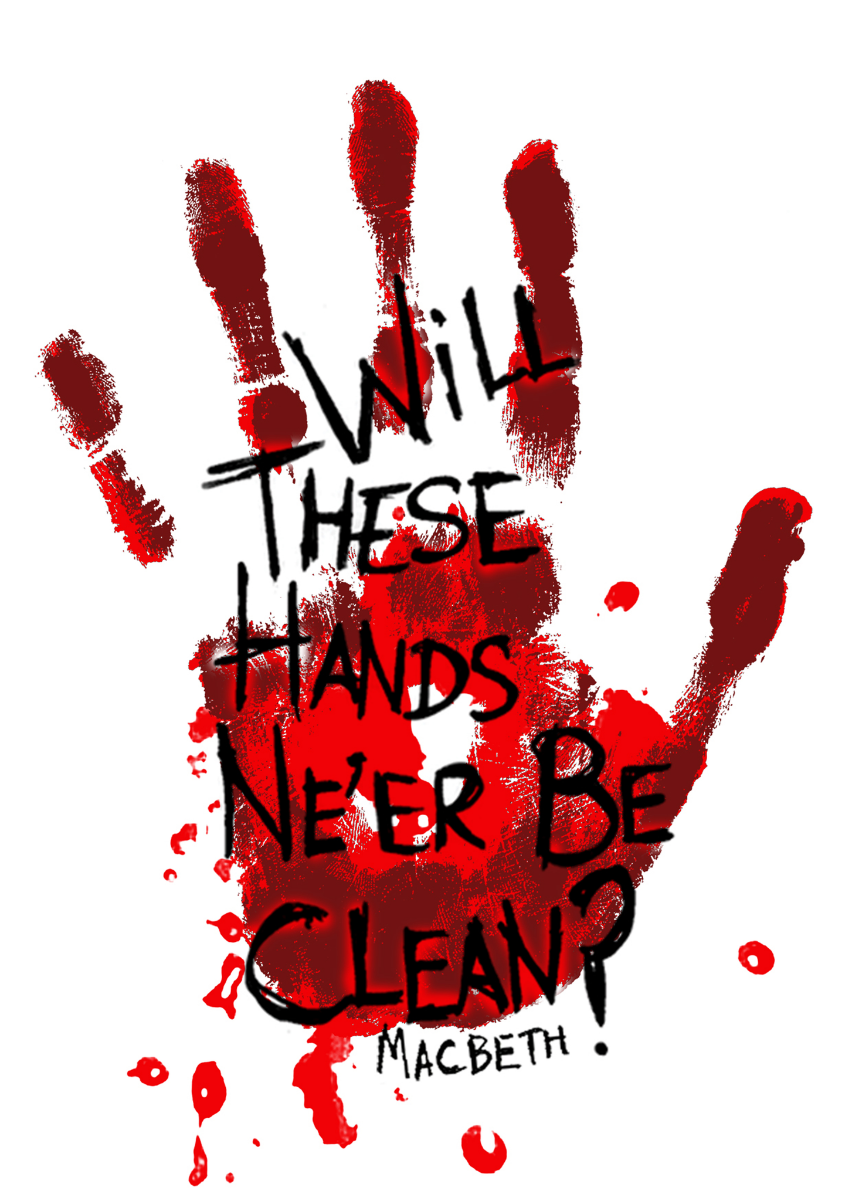 Will
These
Hands
Ne'er Be
Clean?
Macbeth